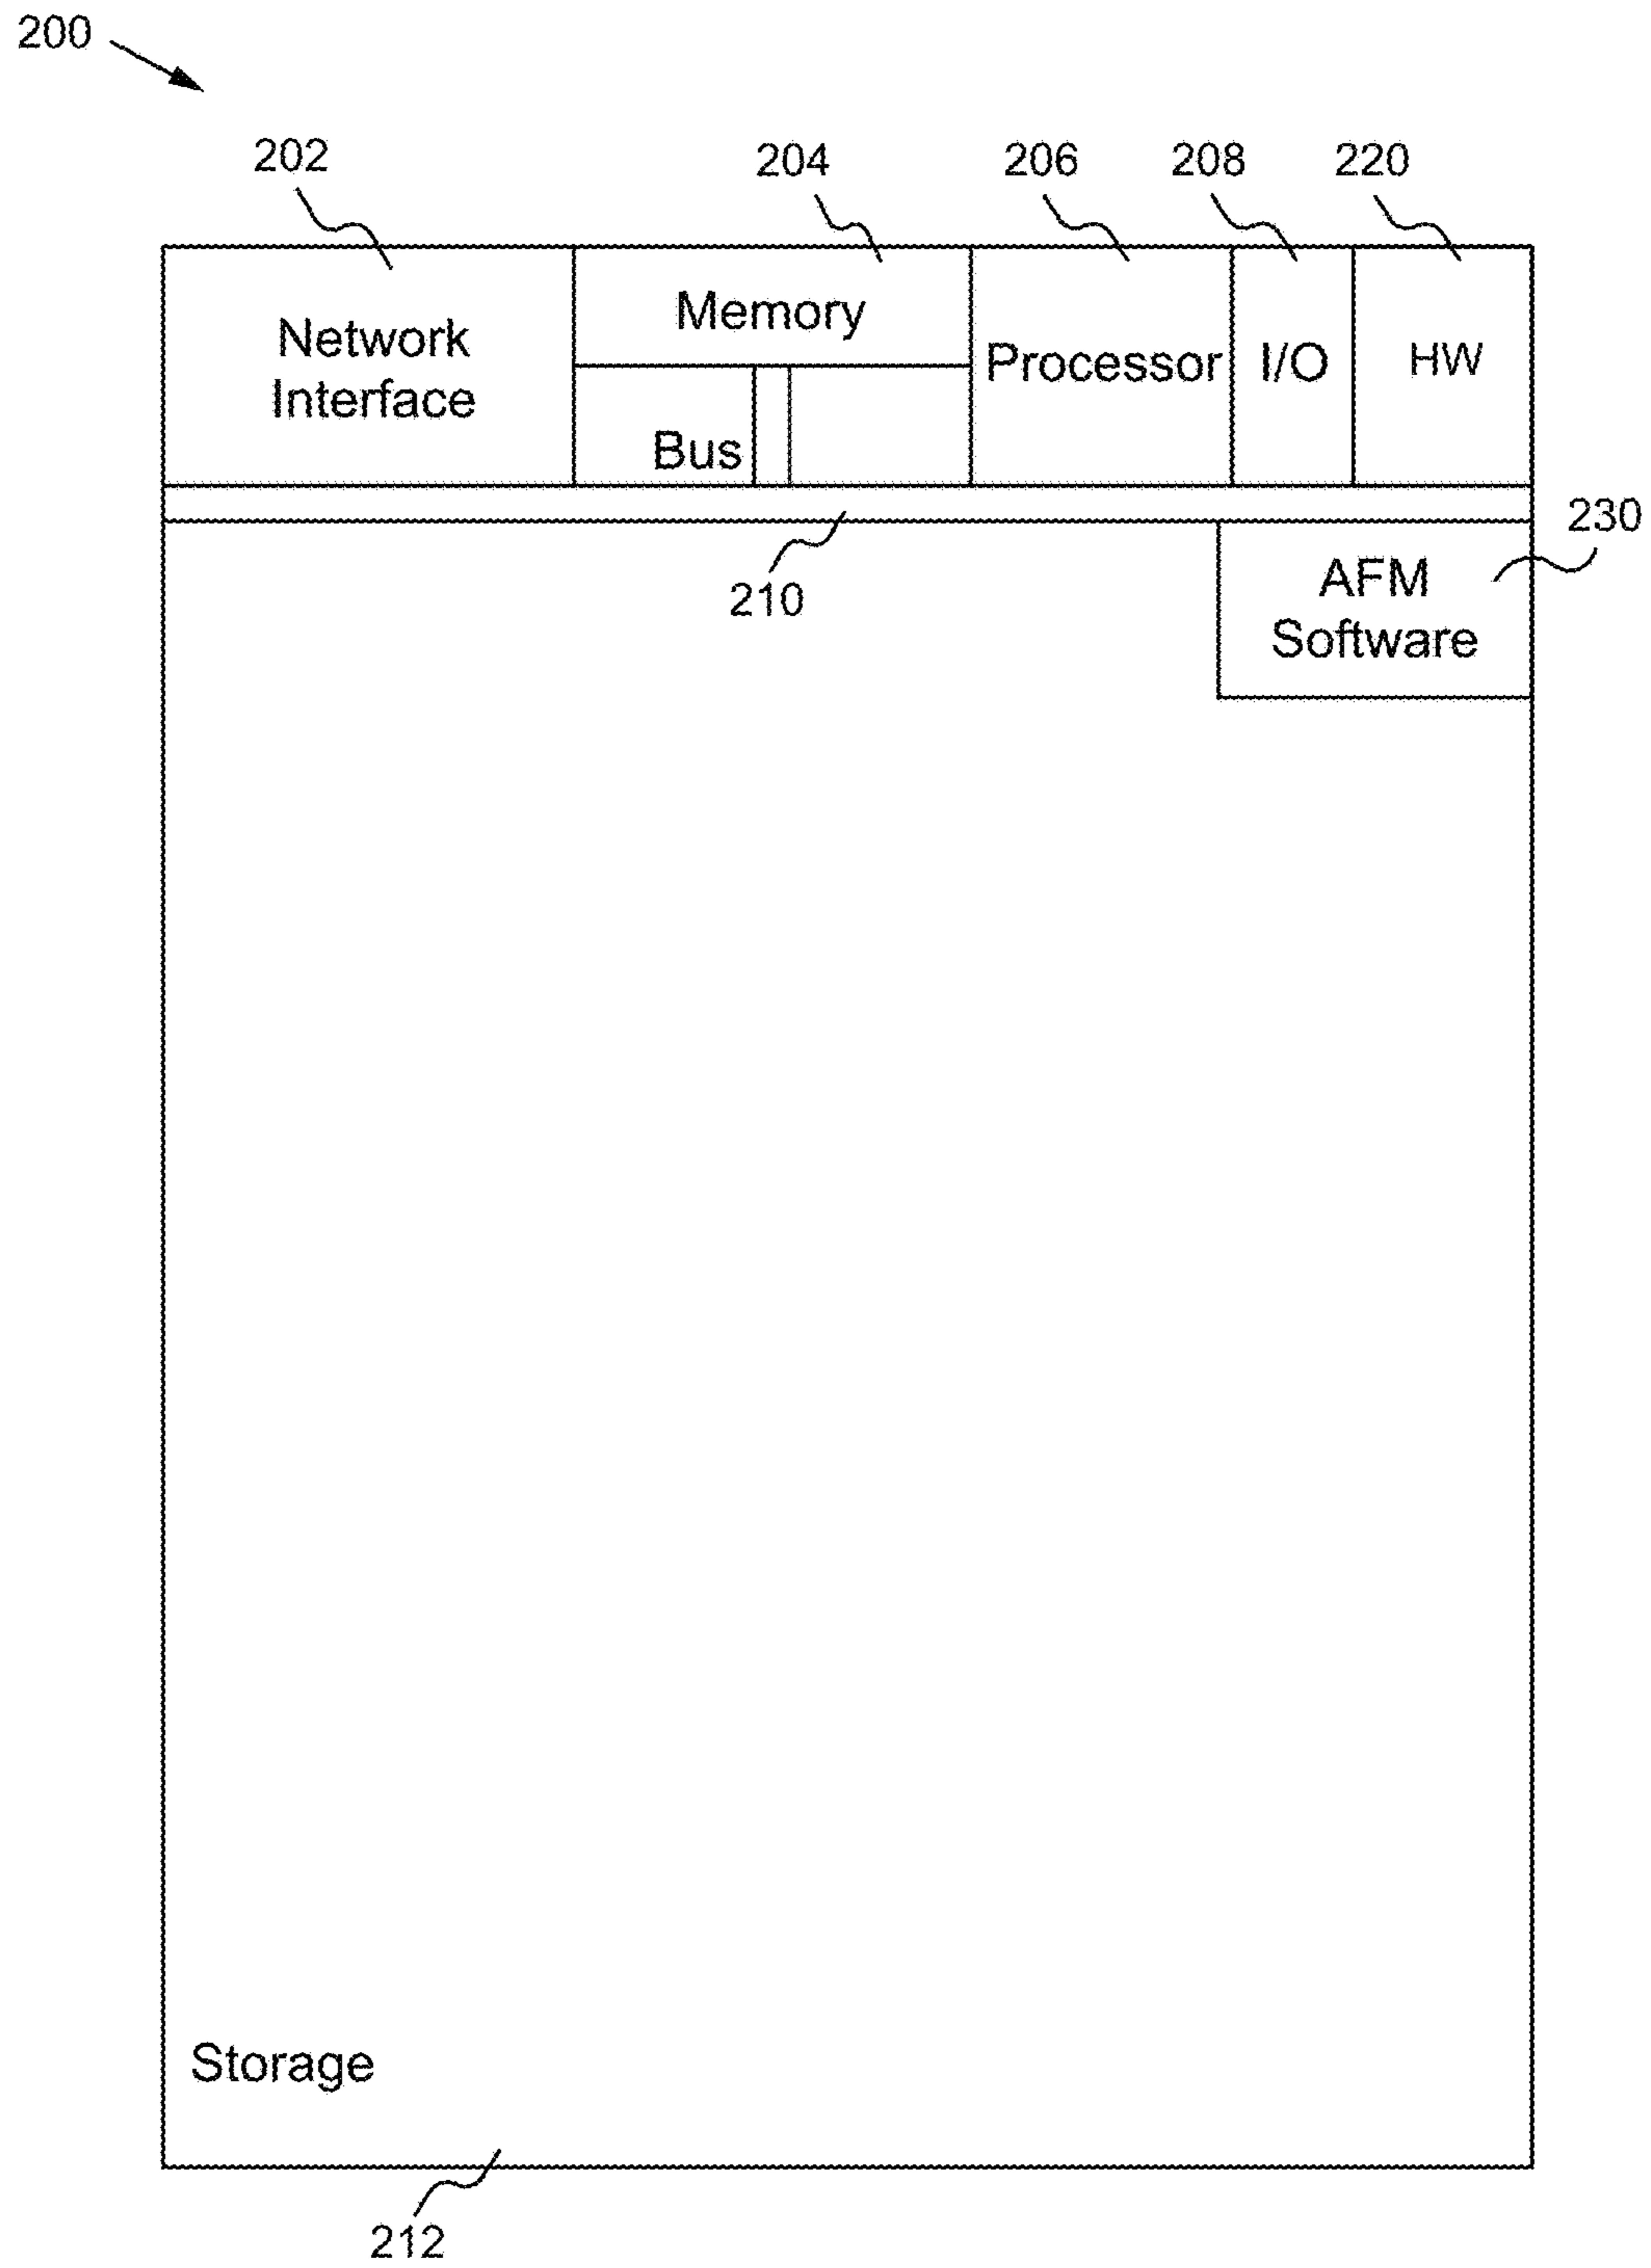 200
202
204
206
208
220
Network
Interface
Memory
Bus
Processor
I/O
HW
210
230
AFM
Software
Storage
212